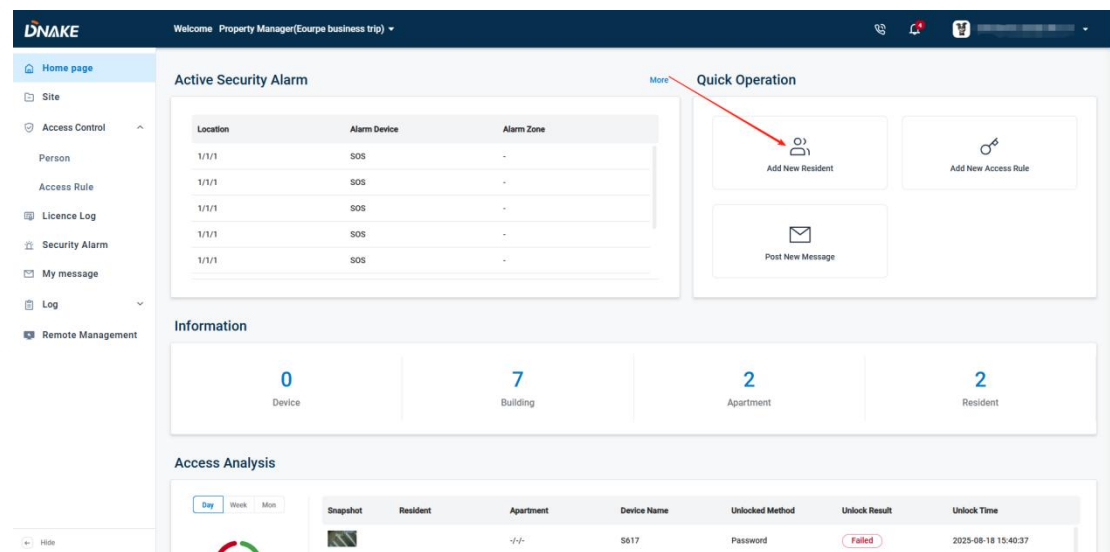 DNAKE
Welcome Property Manager(Eourpe business trip)
Home page
Site
Access Control
Person
Access Rule
Licence Log
Security Alarm
My message
Log
Remote Management
Hide
Active Security Alarm
More
Location Alarm Device Alarm Zone
1/1/1 SOS -
1/1/1 SOS -
1/1/1 SOS -
1/1/1 SOS -
1/1/1 SOS -
Quick Operation
Add New Resident
Add New Access Rule
Post New Message
Information
0 7 2 2
Device Building Apartment Resident
Access Analysis
Day Week Mon
Snapshot Resident Apartment Device Name Unlocked Method Unlock Result Unlock Time
-/-/- S617 Password Failed 2025-08-18 15:40:37